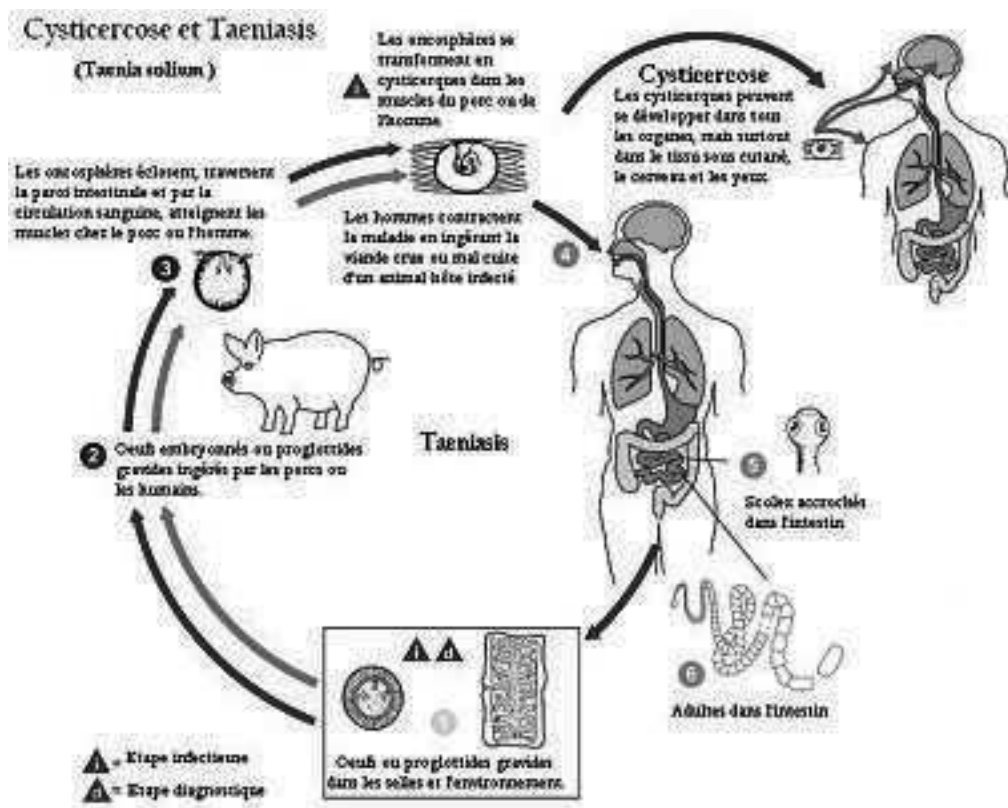 Cysticercose et Taeniasis
(Taenia solium)
Les oncosphères se
transforment en
cysticerques dans les
muscles du porc ou de
l'homme.
i
Cysticercose
Les cysticerques peuvent
se développer dans tous
les organes, mais surtout
dans le tissu sous cutané,
le cerveau et les yeux.
Les oncosphères éclosent, traversent
la paroi intestinale et par la
circulation sanguine, atteignent les
muscles chez le porc ou l'homme.
3
Les hommes contractent
la maladie en ingérant la
viande crue ou mal cuite
d'un animal hôte infecté
4
Taeniasis
2 Oeufs embryonnés ou proglottides
gravides ingérés par les porcs ou
les humains.
5
Scolex accrochés
dans l'intestin
6
Adultes dans l'intestin
i d
1
Oeufs ou proglottides gravides
dans les selles et l'environnement.
i = Etape infectieuse
d = Etape diagnostique